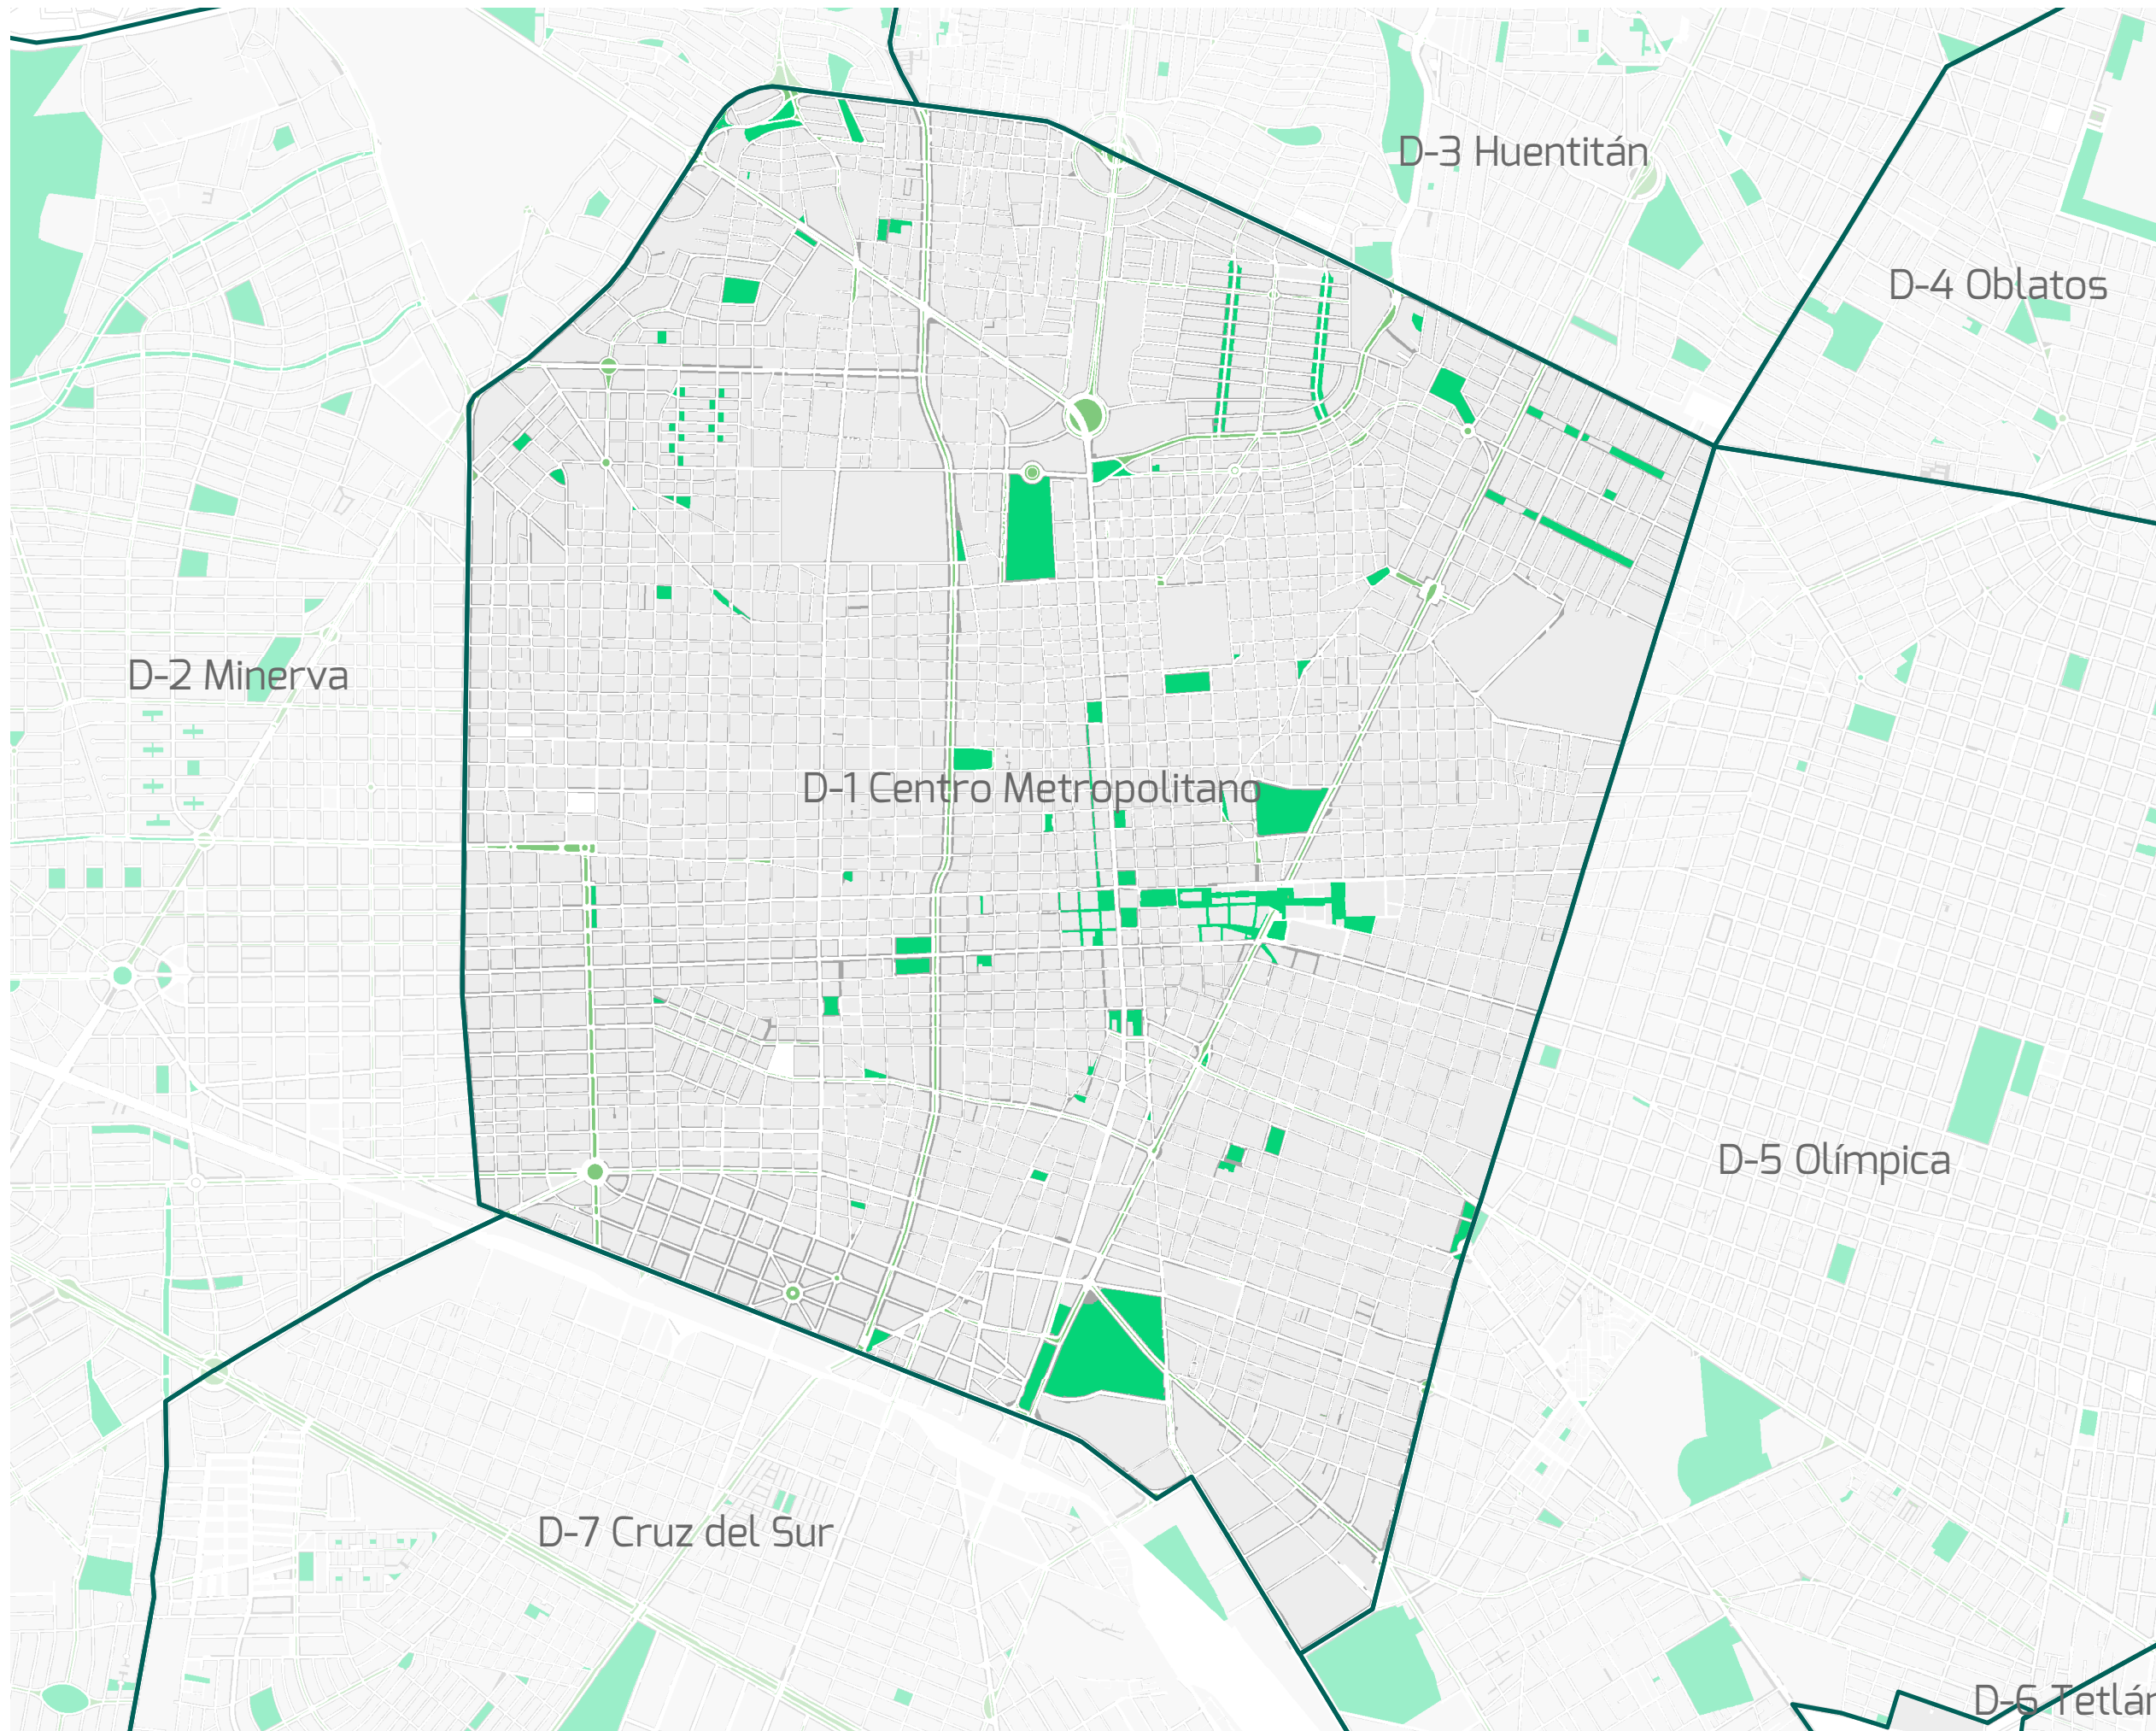 D-3 Huentitán
D-4 Oblatos
D-2 Minerva
D-1 Centro Metropolitano
D-5 Olímpica
D-7 Cruz del Sur
D-6 Tetlán